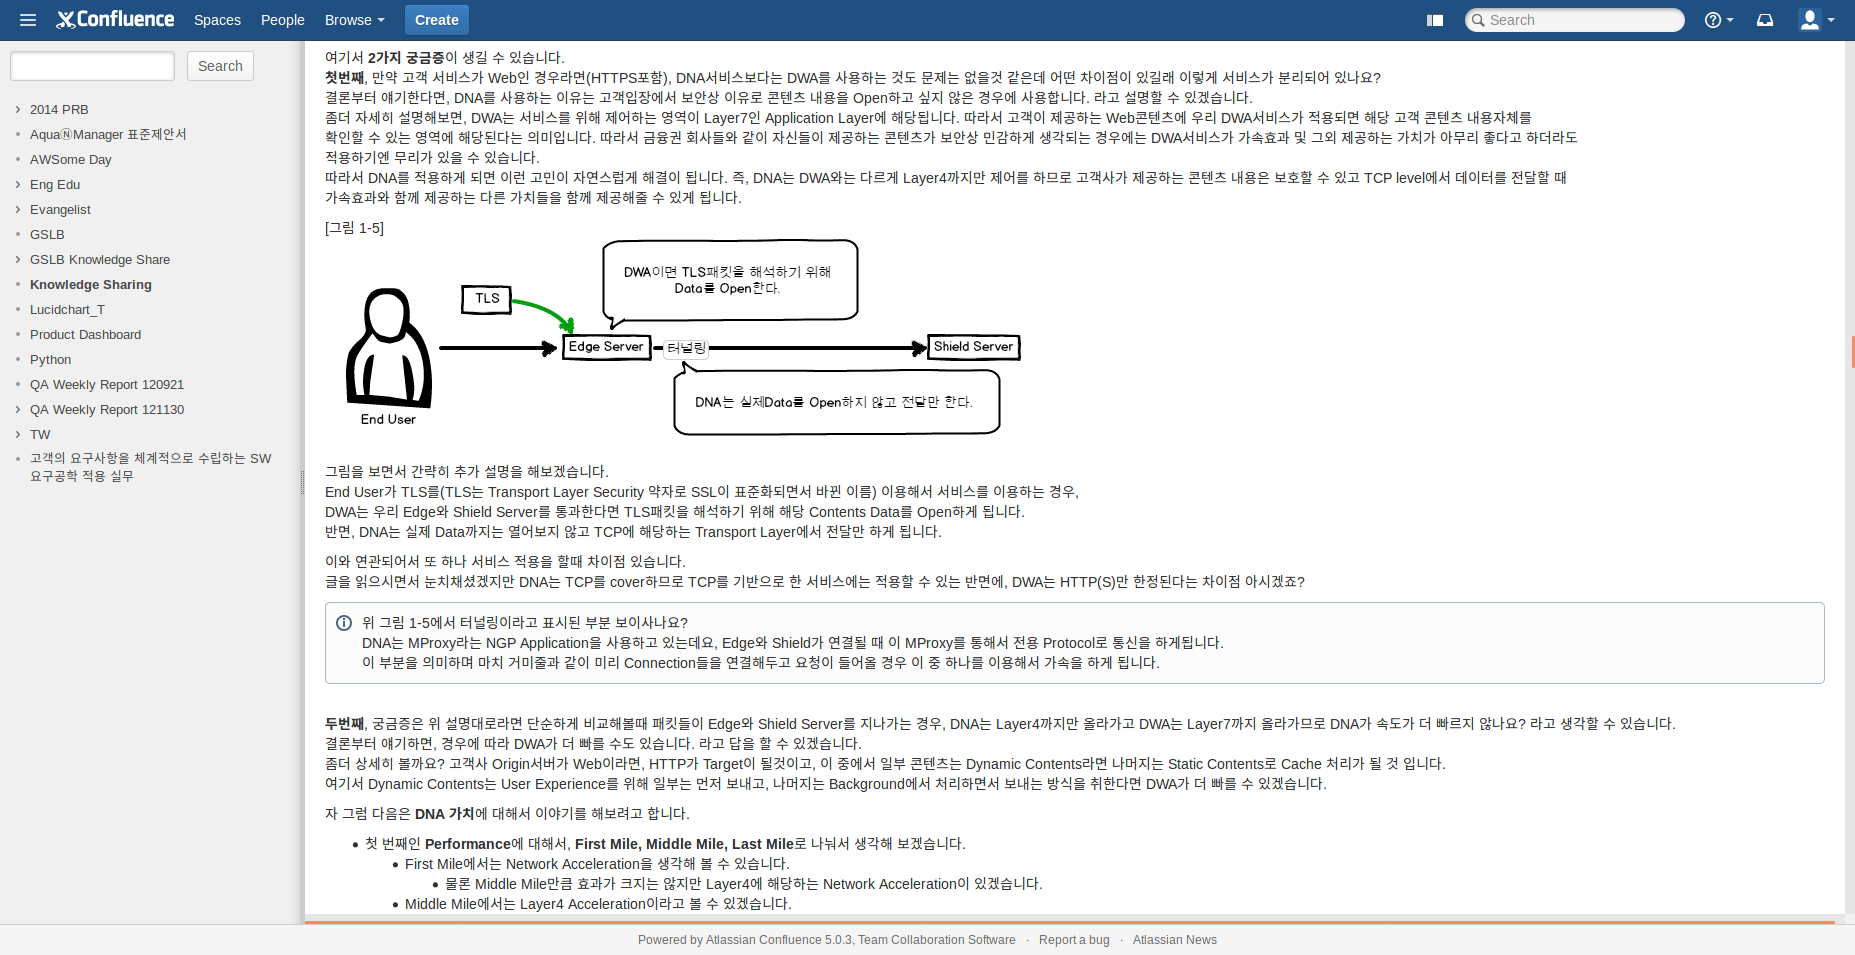 Confluence Spaces People Browse Create Search
Search
2014 PRB
AquaⓃManager 표준제안서
AWSome Day
Eng Edu
Evangelist
GSLB
GSLB Knowledge Share
Knowledge Sharing
Lucidchart_T
Product Dashboard
Python
QA Weekly Report 120921
QA Weekly Report 121130
TW
고객의 요구사항을 체계적으로 수립하는 SW
요구공학 적용 실무
여기서 2가지 궁금증이 생길 수 있습니다.
첫번째, 만약 고객 서비스가 Web인 경우라면(HTTPS포함), DNA서비스보다는 DWA를 사용하는 것도 문제는 없을것 같은데 어떤 차이점이 있길래 이렇게 서비스가 분리되어 있나요?
결론부터 얘기한다면, DNA를 사용하는 이유는 고객입장에서 보안상 이유로 콘텐츠 내용을 Open하고 싶지 않은 경우에 사용합니다. 라고 설명할 수 있겠습니다.
좀더 자세히 설명해보면, DWA는 서비스를 위해 제어하는 영역이 Layer7인 Application Layer에 해당됩니다. 따라서 고객이 제공하는 Web콘텐츠에 우리 DWA서비스가 적용되면 해당 고객 콘텐츠 내용자체를
확인할 수 있는 영역에 해당된다는 의미입니다. 따라서 금융권 회사들와 같이 자신들이 제공하는 콘텐츠가 보안상 민감하게 생각되는 경우에는 DWA서비스가 가속효과 및 그외 제공하는 가치가 아무리 좋다고 하더라도
적용하기엔 무리가 있을 수 있습니다.
따라서 DNA를 적용하게 되면 이런 고민이 자연스럽게 해결이 됩니다. 즉, DNA는 DWA와는 다르게 Layer4까지만 제어를 하므로 고객사가 제공하는 콘텐츠 내용은 보호할 수 있고 TCP level에서 데이터를 전달할 때
가속효과와 함께 제공하는 다른 가치들을 함께 제공해줄 수 있게 됩니다.
[그림 1-5]
DWA이면 TLS패킷을 해석하기 위해
Data를 Open한다.
TLS
Edge Server
터널링
Shield Server
DNA는 실제Data를 Open하지 않고 전달만 한다.
End User
그림을 보면서 간략히 추가 설명을 해보겠습니다.
End User가 TLS를(TLS는 Transport Layer Security 약자로 SSL이 표준화되면서 바뀐 이름) 이용해서 서비스를 이용하는 경우,
DWA는 우리 Edge와 Shield Server를 통과한다면 TLS패킷을 해석하기 위해 해당 Contents Data를 Open하게 됩니다.
반면, DNA는 실제 Data까지는 열어보지 않고 TCP에 해당하는 Transport Layer에서 전달만 하게 됩니다.
이와 연관되어서 또 하나 서비스 적용을 할때 차이점 있습니다.
글을 읽으시면서 눈치채셨겠지만 DNA는 TCP를 cover하므로 TCP를 기반으로 한 서비스에는 적용할 수 있는 반면에, DWA는 HTTP(S)만 한정된다는 차이점 아시겠죠?
위 그림 1-5에서 터널링이라고 표시된 부분 보이사나요?
DNA는 MProxy라는 NGP Application을 사용하고 있는데요, Edge와 Shield가 연결될 때 이 MProxy를 통해서 전용 Protocol로 통신을 하게됩니다.
이 부분을 의미하며 마치 거미줄과 같이 미리 Connection들을 연결해두고 요청이 들어올 경우 이 중 하나를 이용해서 가속을 하게 됩니다.
두번째, 궁금증은 위 설명대로라면 단순하게 비교해볼때 패킷들이 Edge와 Shield Server를 지나가는 경우, DNA는 Layer4까지만 올라가고 DWA는 Layer7까지 올라가므로 DNA가 속도가 더 빠르지 않나요? 라고 생각할 수 있습니다.
결론부터 얘기하면, 경우에 따라 DWA가 더 빠를 수도 있습니다. 라고 답을 할 수 있겠습니다.
좀더 상세히 볼까요? 고객사 Origin서버가 Web이라면, HTTP가 Target이 될것이고, 이 중에서 일부 콘텐츠는 Dynamic Contents라면 나머지는 Static Contents로 Cache 처리가 될 것 입니다.
여기서 Dynamic Contents는 User Experience를 위해 일부는 먼저 보내고, 나머지는 Background에서 처리하면서 보내는 방식을 취한다면 DWA가 더 빠를 수 있겠습니다.
자 그럼 다음은 DNA 가치에 대해서 이야기를 해보려고 합니다.
첫 번째인 Performance에 대해서, First Mile, Middle Mile, Last Mile로 나눠서 생각해 보겠습니다.
First Mile에서는 Network Acceleration을 생각해 볼 수 있습니다.
물론 Middle Mile만큼 효과가 크지는 않지만 Layer4에 해당하는 Network Acceleration이 있겠습니다.
Middle Mile에서는 Layer4 Acceleration이라고 볼 수 있겠습니다.
Powered by Atlassian Confluence 5.0.3, Team Collaboration Software · Report a bug · Atlassian News